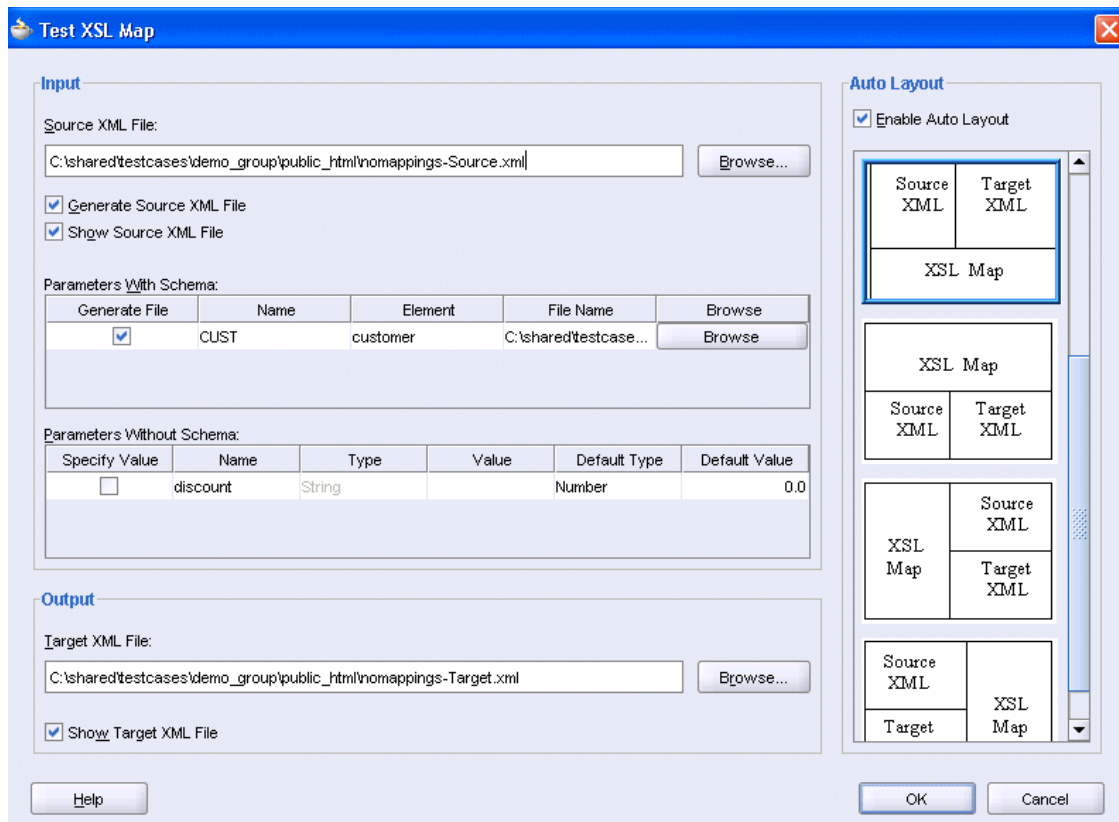 Test XSL Map
Input
Source XML File:
C:\shared\testcases\demo_group\public_html\nomappings-Source.xml
Browse...
Generate Source XML File
Show Source XML File
Parameters With Schema:
Generate File Name Element File Name Browse
CUST customer C:\shared\testcase... Browse
Parameters Without Schema:
Specify Value Name Type Value Default Type Default Value
discount String Number 0.0
Output
Target XML File:
C:\shared\testcases\demo_group\public_html\nomappings-Target.xml
Browse...
Show Target XML File
Auto Layout
Enable Auto Layout
Source XML
Target XML
XSL Map
XSL Map
Source XML
Target XML
XSL Map
Source XML
Target XML
Source XML
Target
XSL Map
Help
OK
Cancel